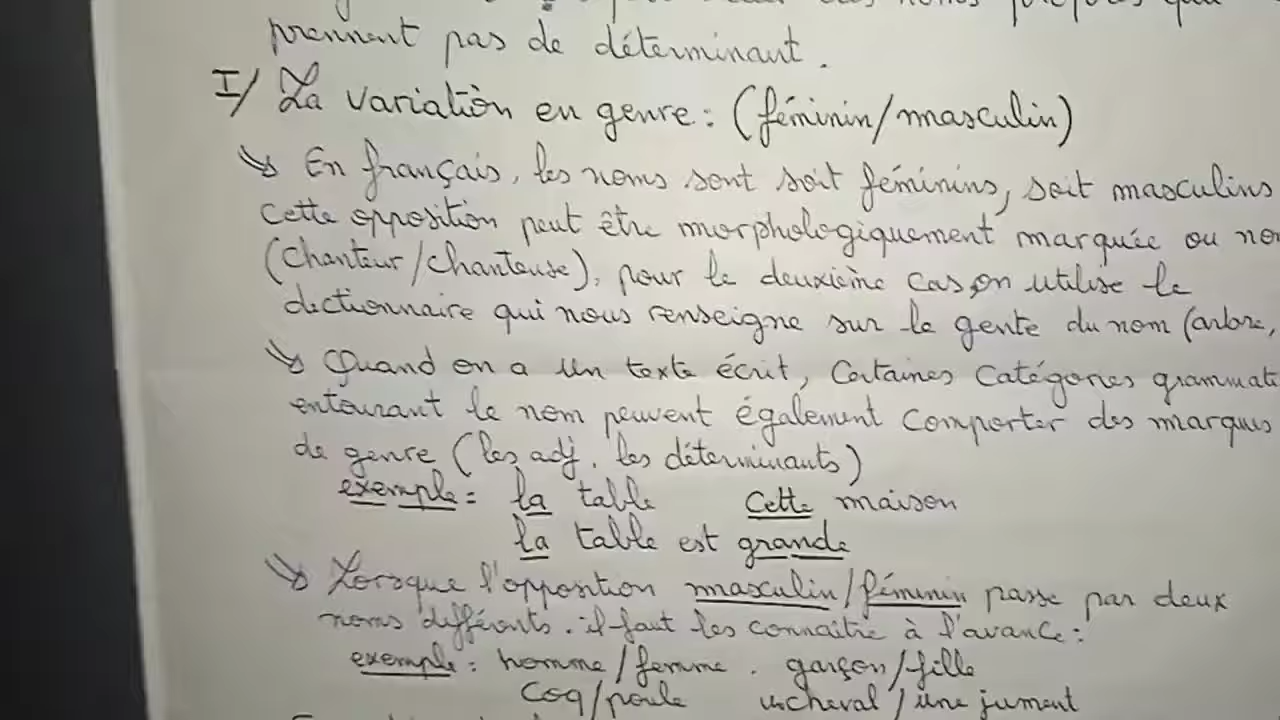 noms propres
prennent pas de déterminant.
I/ La variation en genre : (féminin/masculin)
↘ En français, les noms sont soit féminins, soit masculins
cette opposition peut être morphologiquement marquée ou non
(chanteur/chanteuse), pour le deuxième cas, on utilise le
dictionnaire qui nous renseigne sur le gente du nom (arbre,
↘ Quand on a un texte écrit, certaines catégories grammati
entourant le nom peuvent également comporter des marques
de genre (les adj. les déterminants)
exemple : la table cette maison
la table est grande
↘ Lorsque l'opposition masculin/féminin passe par deux
noms différents. il faut les connaître à l'avance :
exemple : homme/femme. garçon/fille
Coq/poule un cheval/une jument